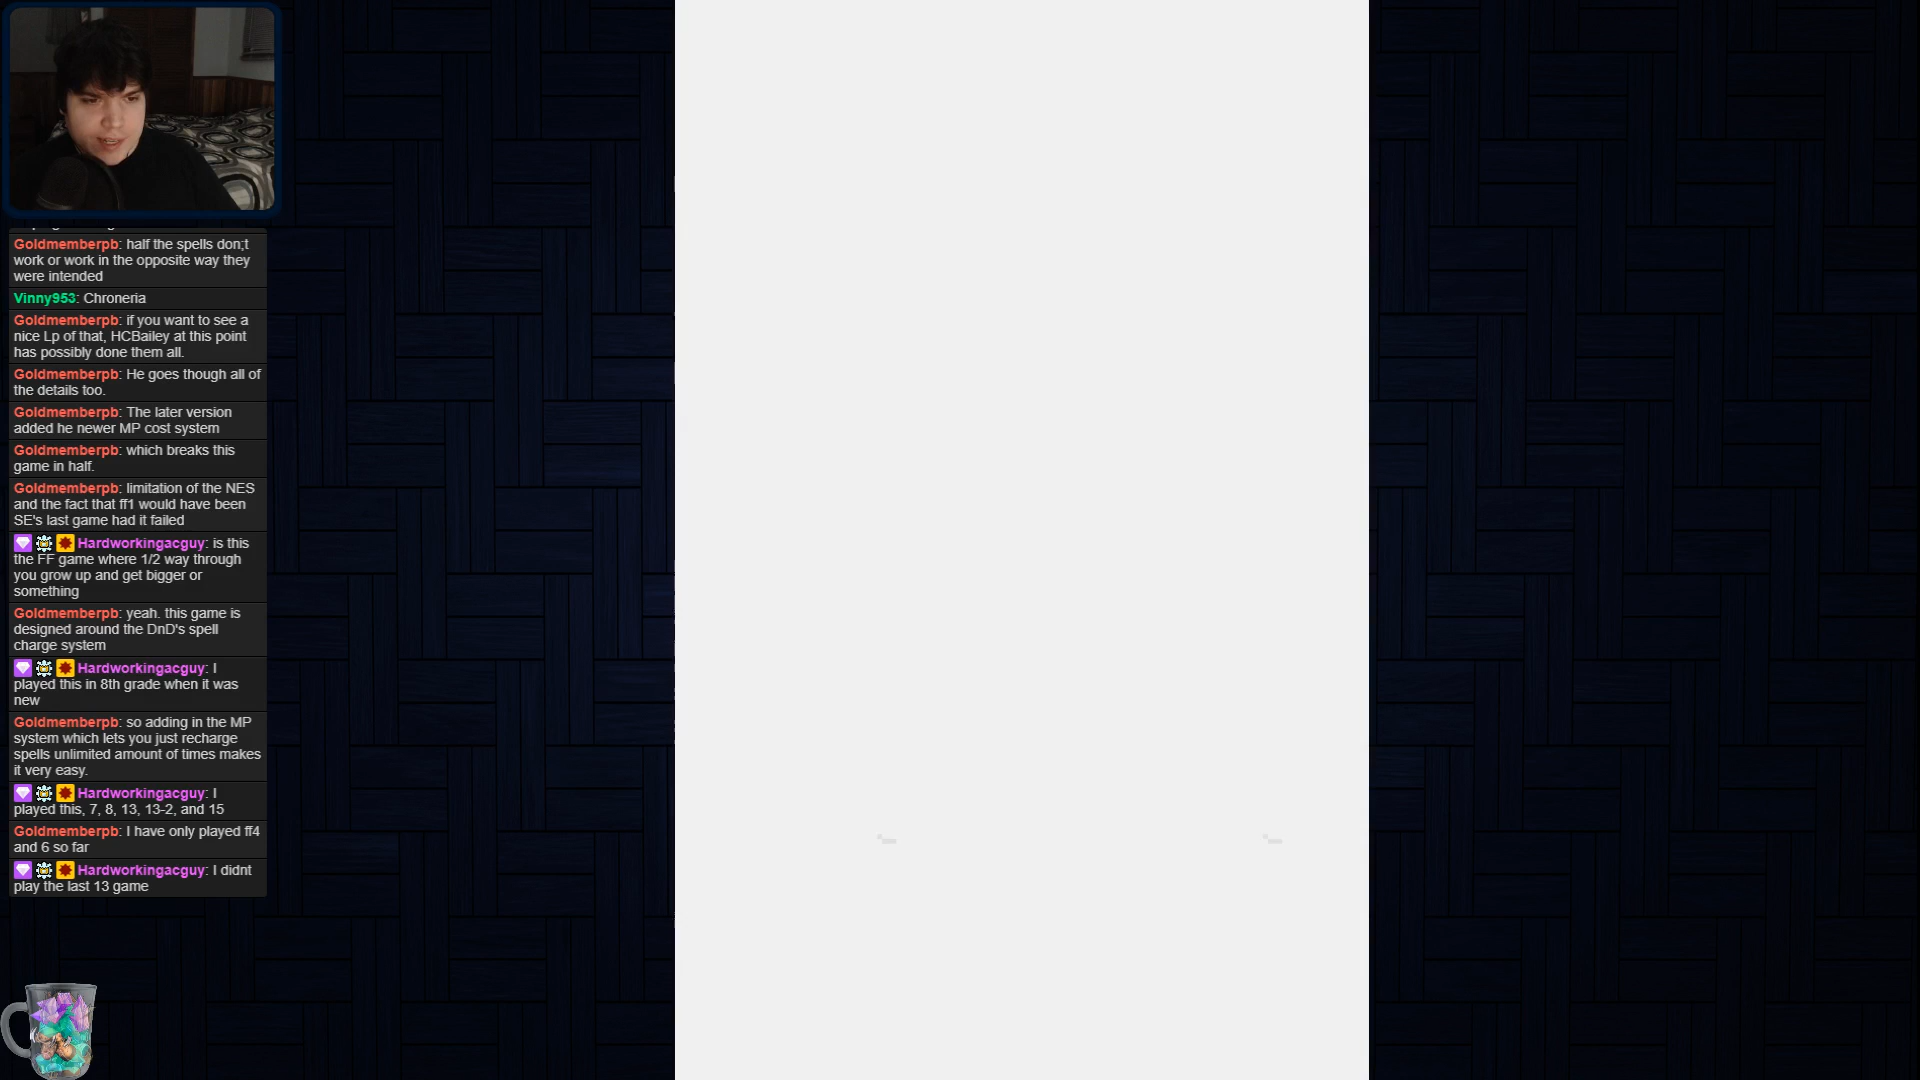 Goldmemberpb: half the spells don;t
work or work in the opposite way they
were intended
Vinny953: Chroneria
Goldmemberpb: if you want to see a
nice Lp of that, HCBailey at this point
has possibly done them all.
Goldmemberpb: He goes though all of
the details too.
Goldmemberpb: The later version
added he newer MP cost system
Goldmemberpb: which breaks this
game in half.
Goldmemberpb: limitation of the NES
and the fact that ff1 would have been
SE's last game had it failed
Hardworkingacguy: is this
the FF game where 1/2 way through
you grow up and get bigger or
something
Goldmemberpb: yeah. this game is
designed around the DnD's spell
charge system
Hardworkingacguy: I
played this in 8th grade when it was
new
Goldmemberpb: so adding in the MP
system which lets you just recharge
spells unlimited amount of times makes
it very easy.
Hardworkingacguy: I
played this, 7, 8, 13, 13-2, and 15
Goldmemberpb: I have only played ff4
and 6 so far
Hardworkingacguy: I didnt
play the last 13 game